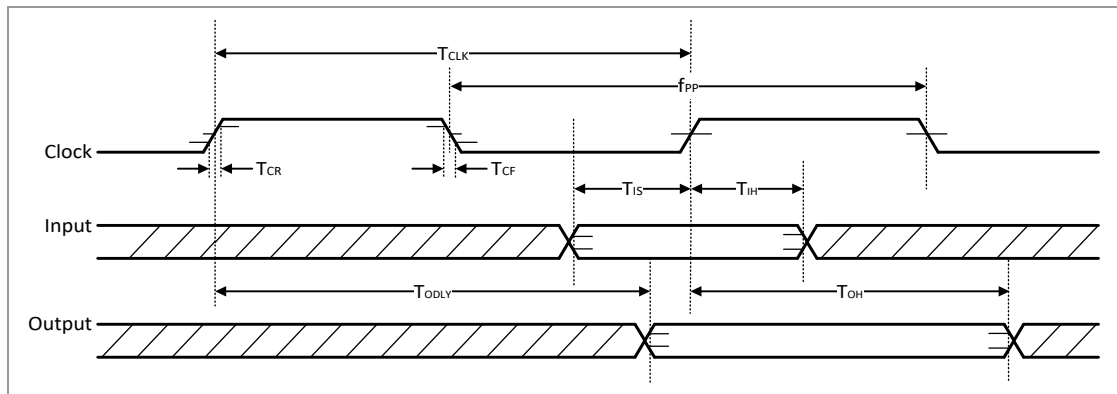 TCLK
fPP
Clock
TCR
TCF
TIS
TIH
Input
TODLY
TOH
Output